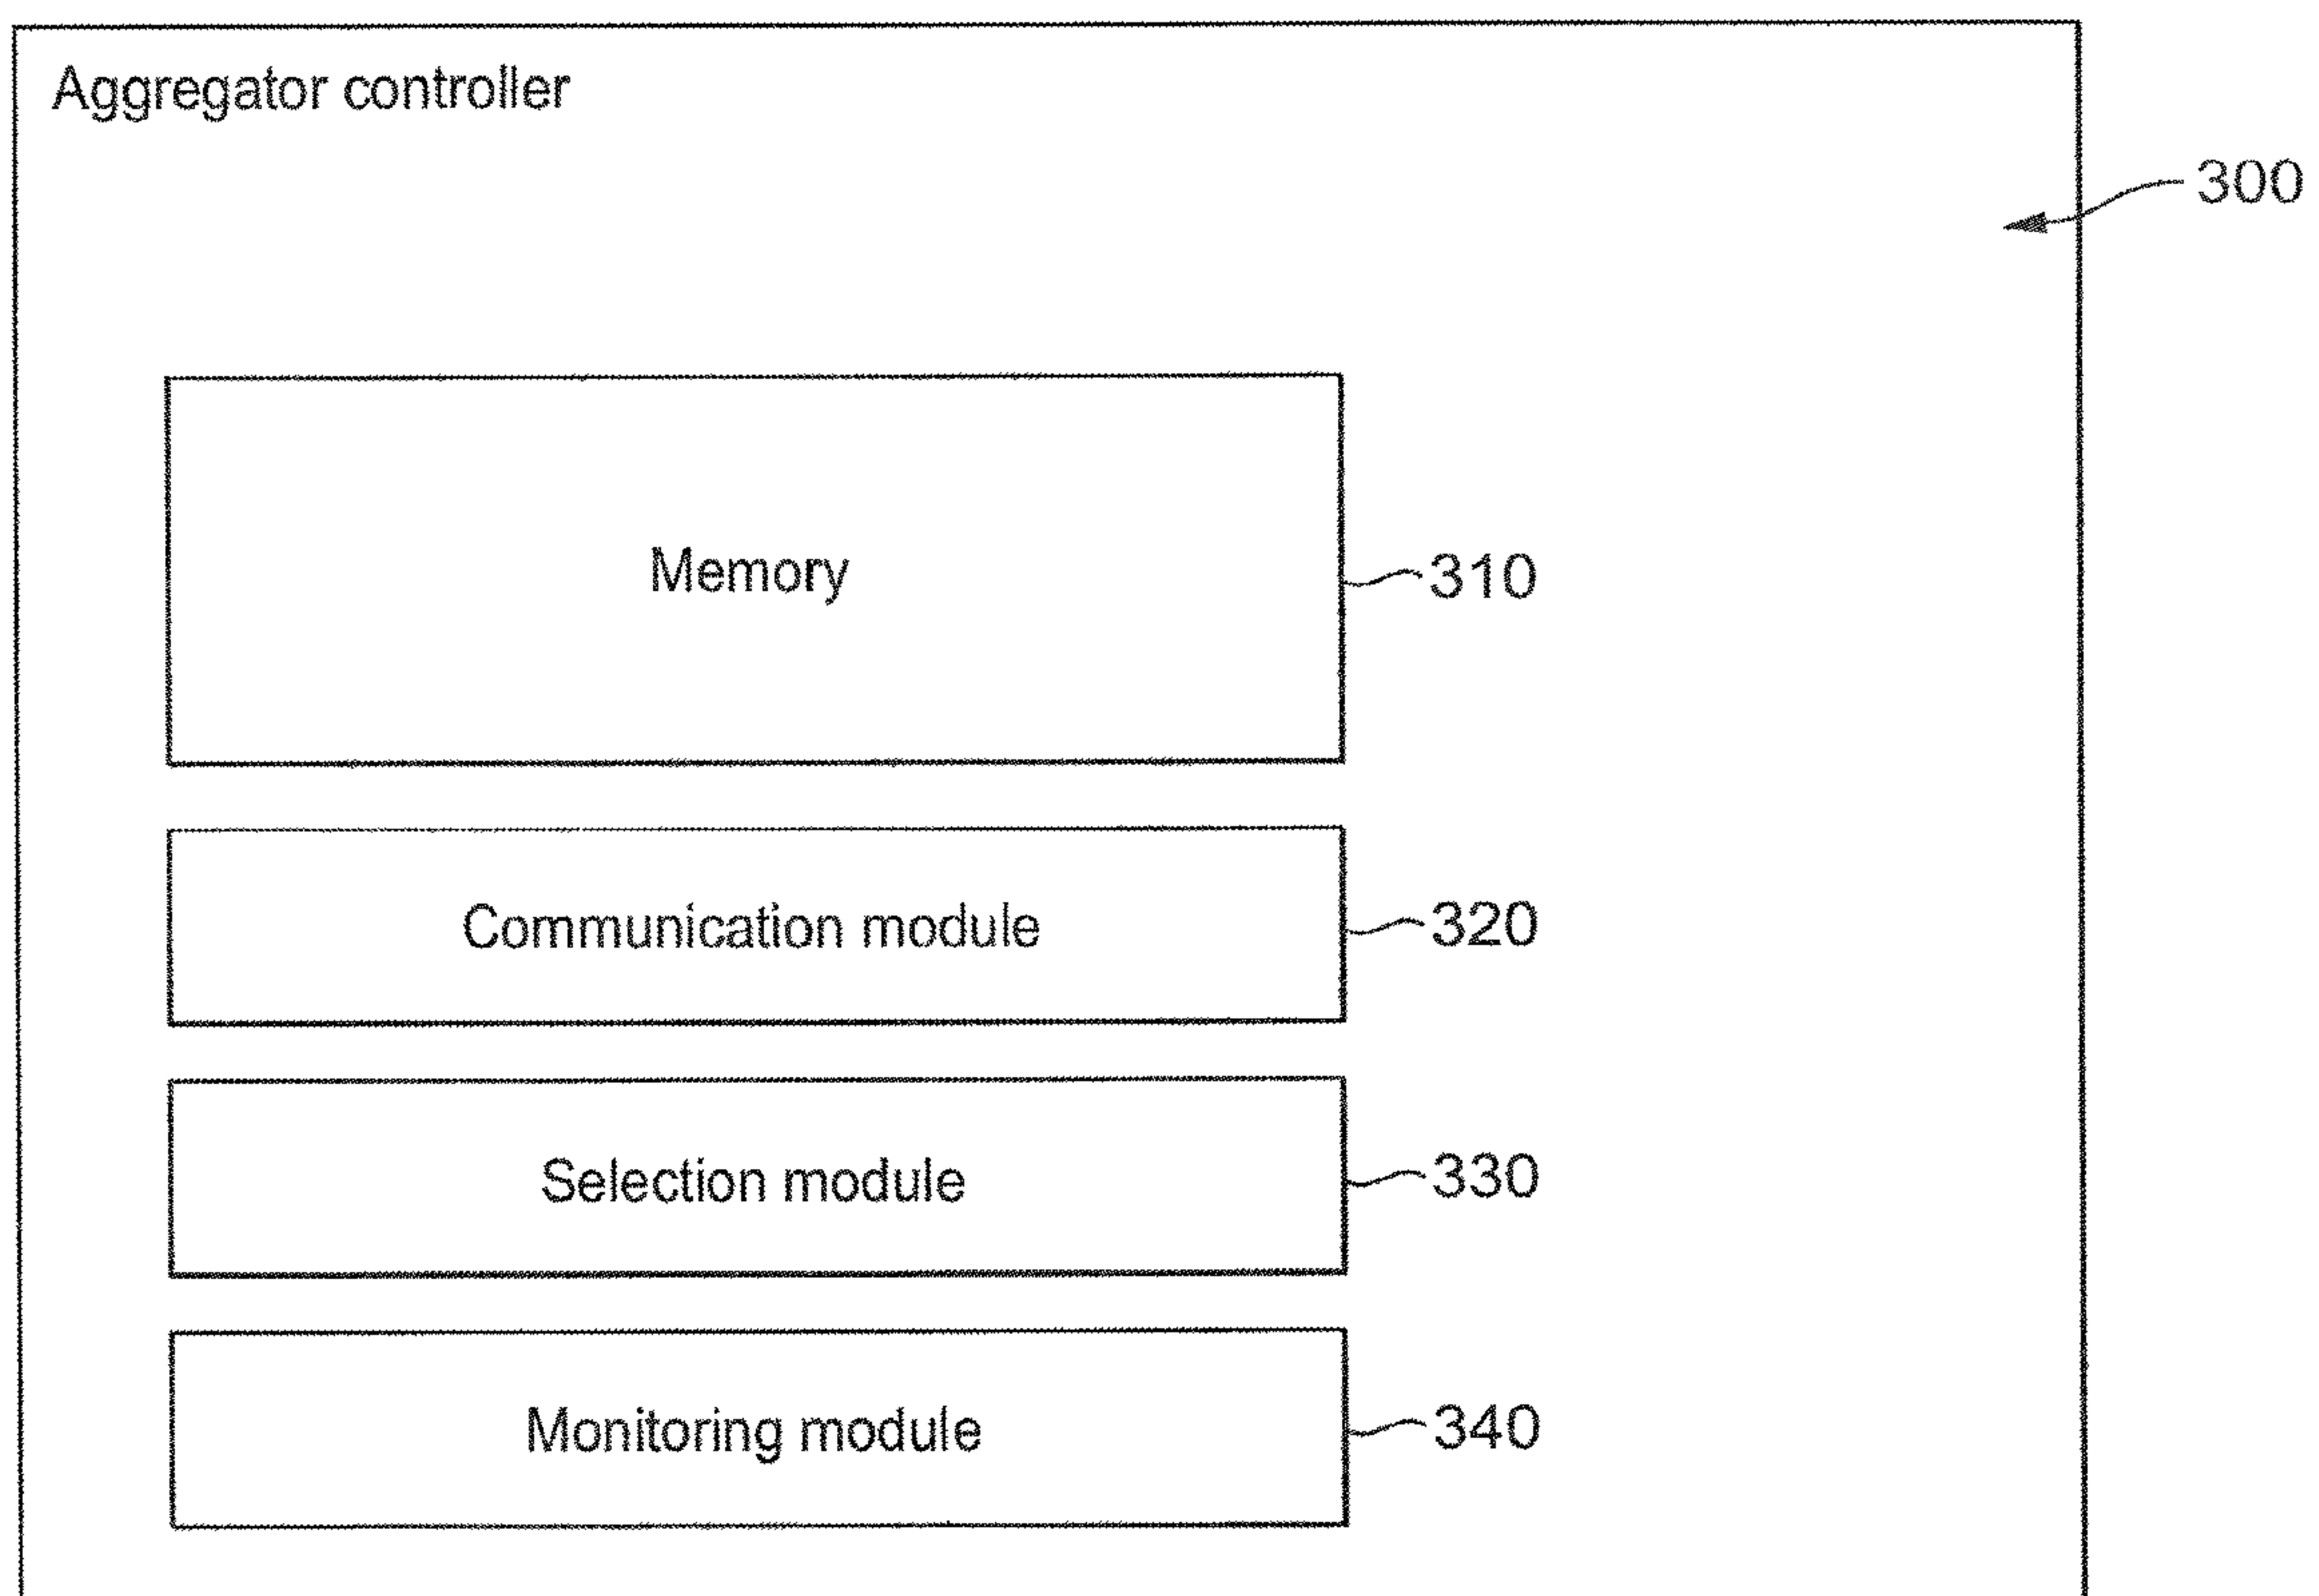 Aggregator controller
300
Memory
310
Communication module
320
Selection module
330
Monitoring module
340